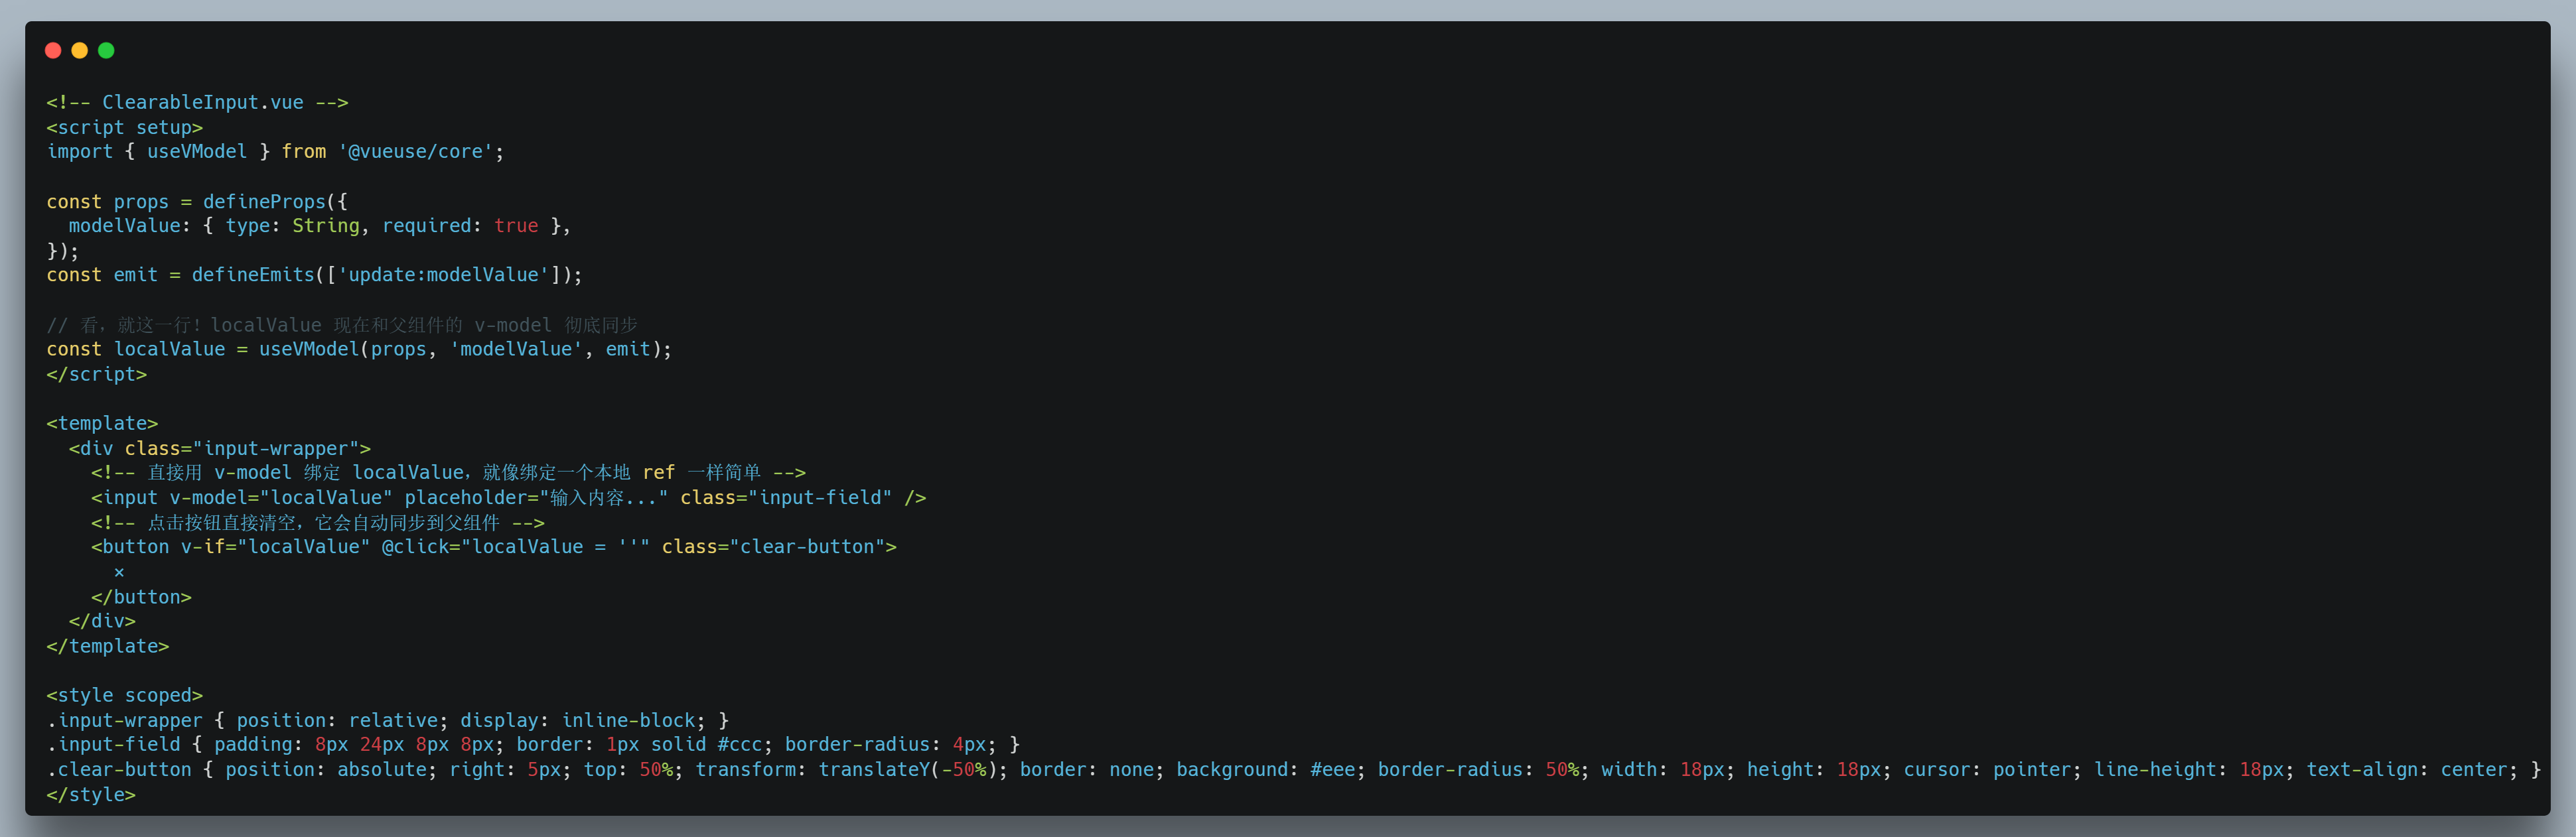 <!-- ClearableInput.vue -->
<script setup>
import { useVModel } from '@vueuse/core';

const props = defineProps({
  modelValue: { type: String, required: true },
});
const emit = defineEmits(['update:modelValue']);

// 看，就这一行！localValue 现在和父组件的 v-model 彻底同步
const localValue = useVModel(props, 'modelValue', emit);
</script>

<template>
  <div class="input-wrapper">
    <!-- 直接用 v-model 绑定 localValue，就像绑定一个本地 ref 一样简单 -->
    <input v-model="localValue" placeholder="输入内容..." class="input-field" />
    <!-- 点击按钮直接清空，它会自动同步到父组件 -->
    <button v-if="localValue" @click="localValue = ''" class="clear-button">
      ×
    </button>
  </div>
</template>

<style scoped>
.input-wrapper { position: relative; display: inline-block; }
.input-field { padding: 8px 24px 8px 8px; border: 1px solid #ccc; border-radius: 4px; }
.clear-button { position: absolute; right: 5px; top: 50%; transform: translateY(-50%); border: none; background: #eee; border-radius: 50%; width: 18px; height: 18px; cursor: pointer; line-height: 18px; text-align: center; }
</style>